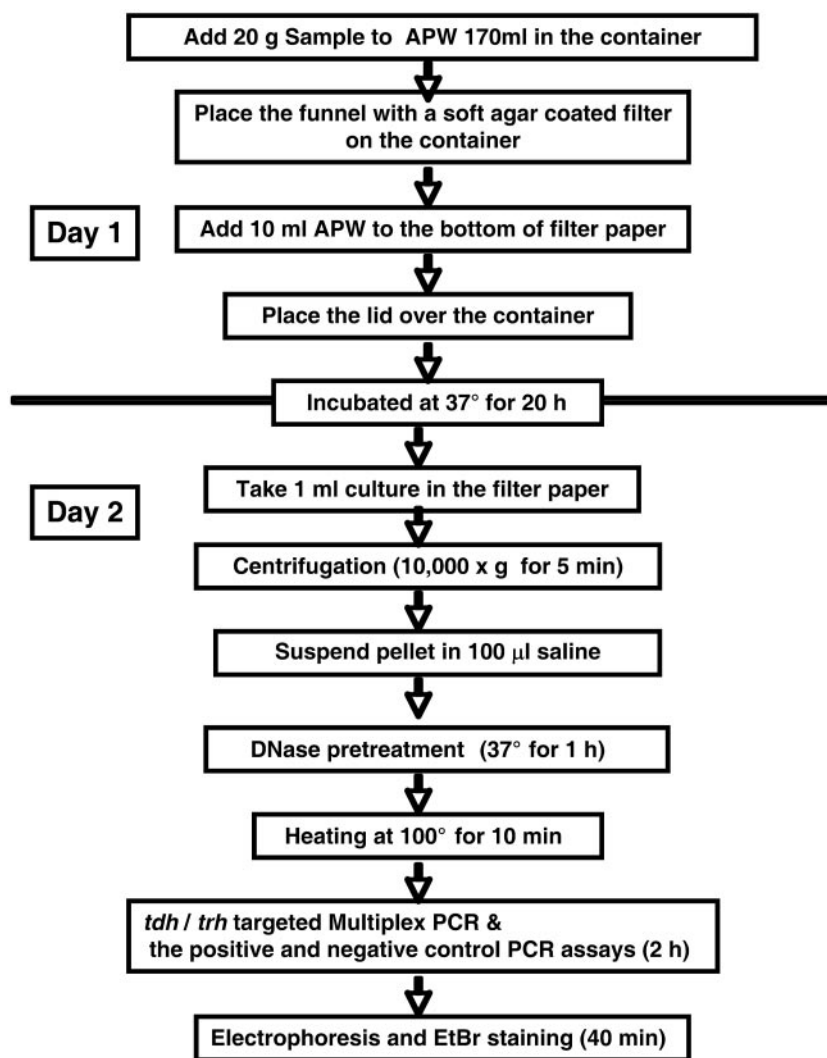 Add 20 g Sample to APW 170ml in the container
Place the funnel with a soft agar coated filter
on the container
Day 1
Add 10 ml APW to the bottom of filter paper
Place the lid over the container
Incubated at 37° for 20 h
Take 1 ml culture in the filter paper
Day 2
Centrifugation (10,000 x g for 5 min)
Suspend pellet in 100 μl saline
DNase pretreatment (37° for 1 h)
Heating at 100° for 10 min
tdh / trh targeted Multiplex PCR &
the positive and negative control PCR assays (2 h)
Electrophoresis and EtBr staining (40 min)